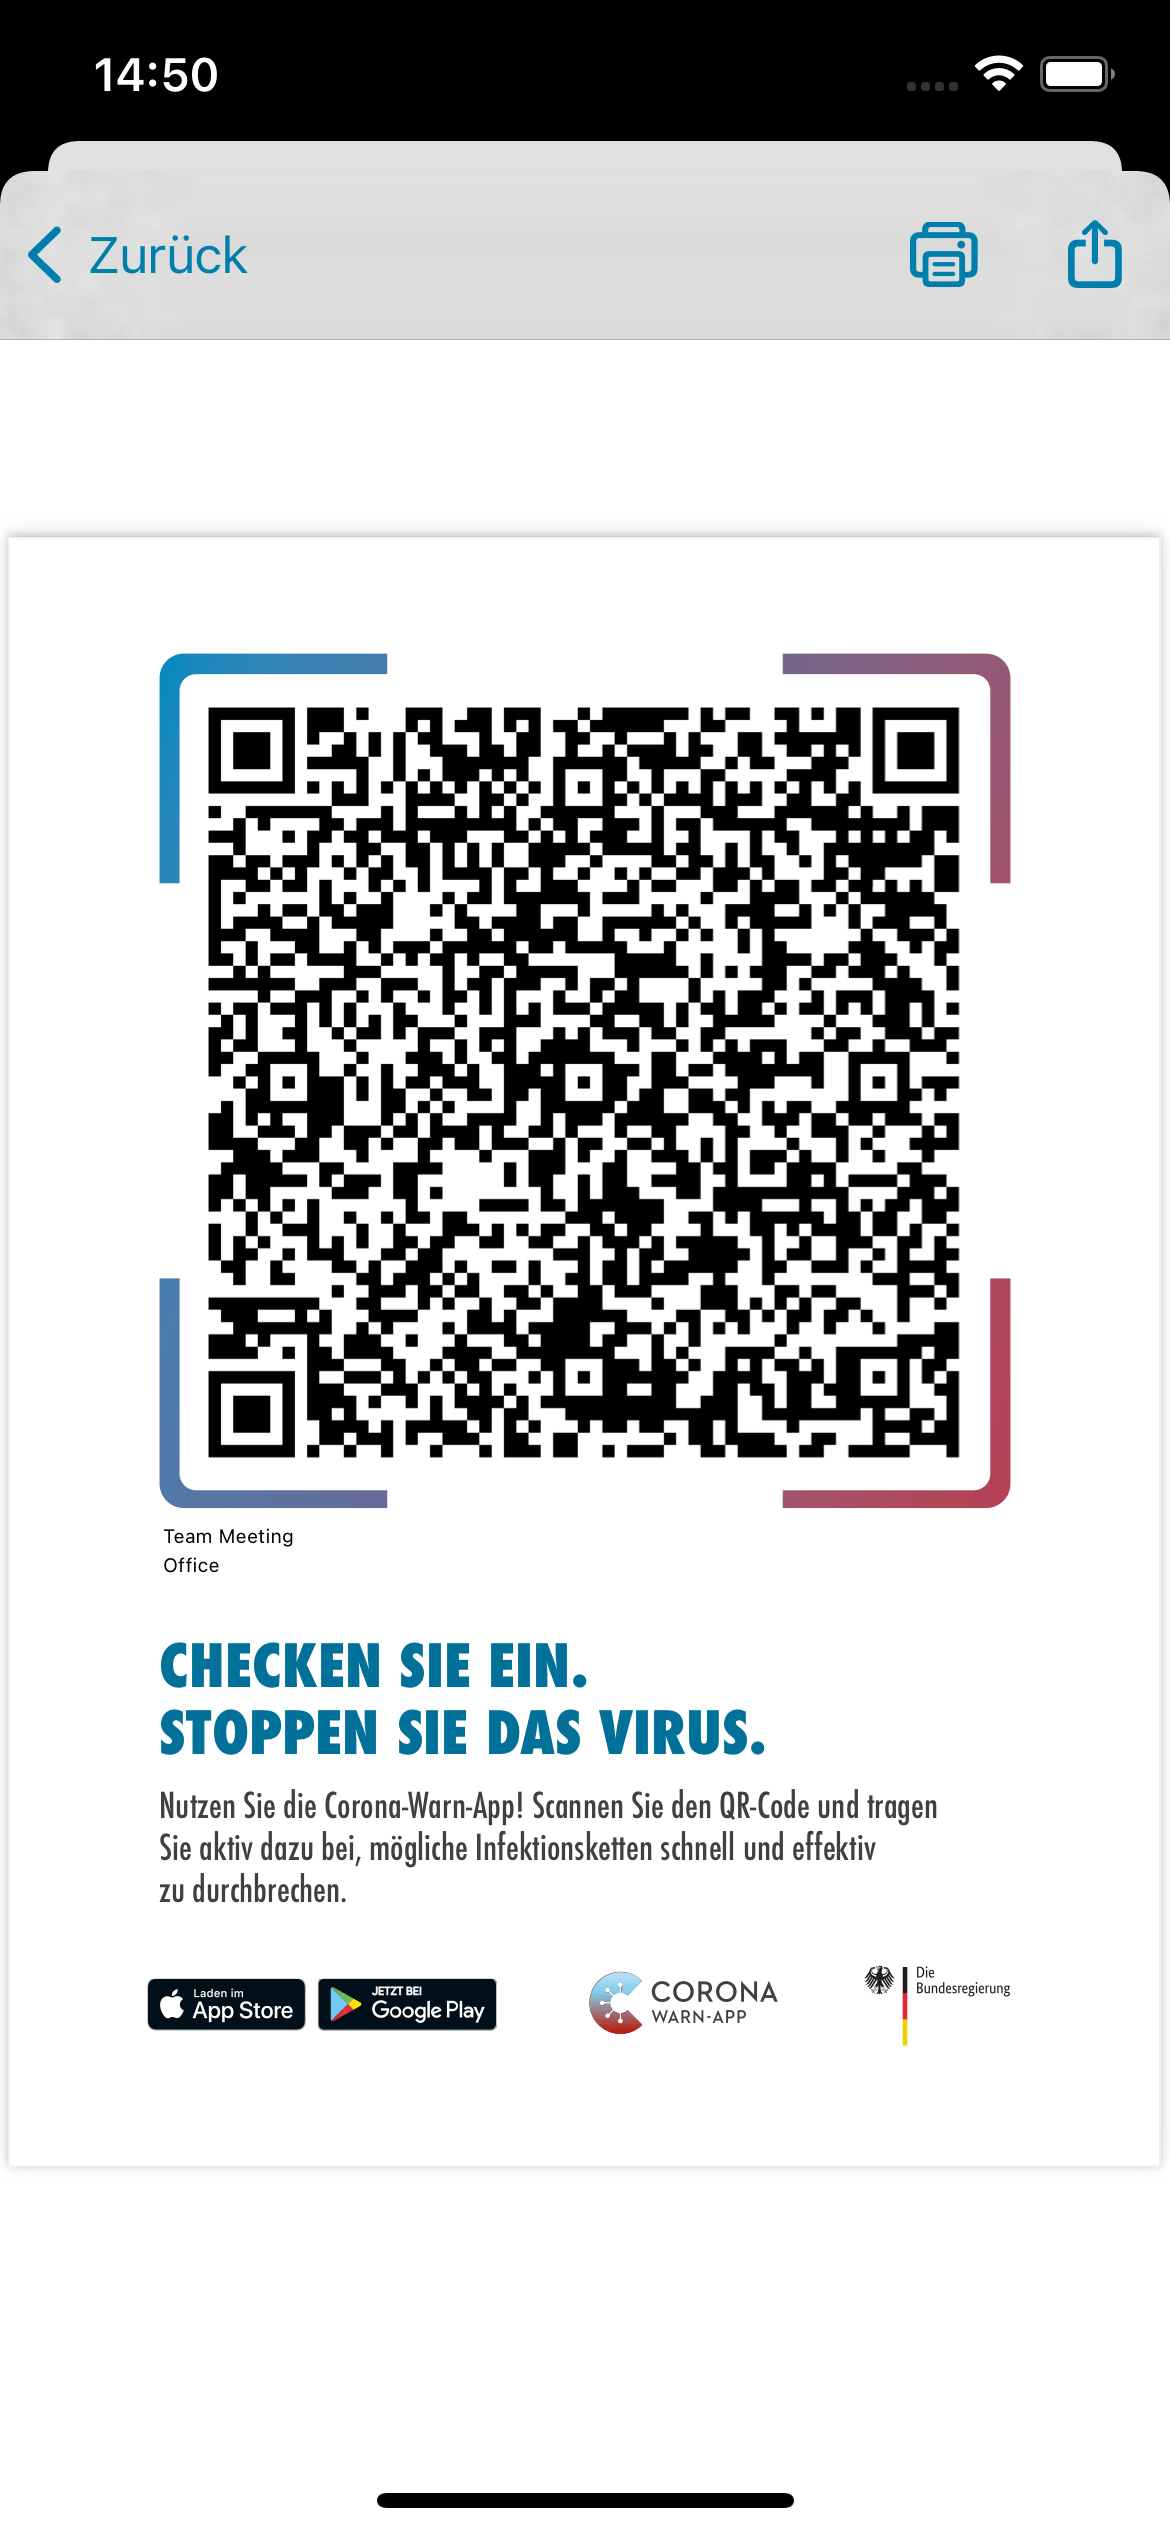 14:50
Zurück
Team Meeting
Office
CHECKEN SIE EIN.
STOPPEN SIE DAS VIRUS.
Nutzen Sie die Corona-Warn-App! Scannen Sie den QR-Code und tragen
Sie aktiv dazu bei, mögliche Infektionsketten schnell und effektiv
zu durchbrechen.
Laden im
App Store
JETZT BEI
Google Play
CORONA
WARN-APP
Die
Bundesregierung